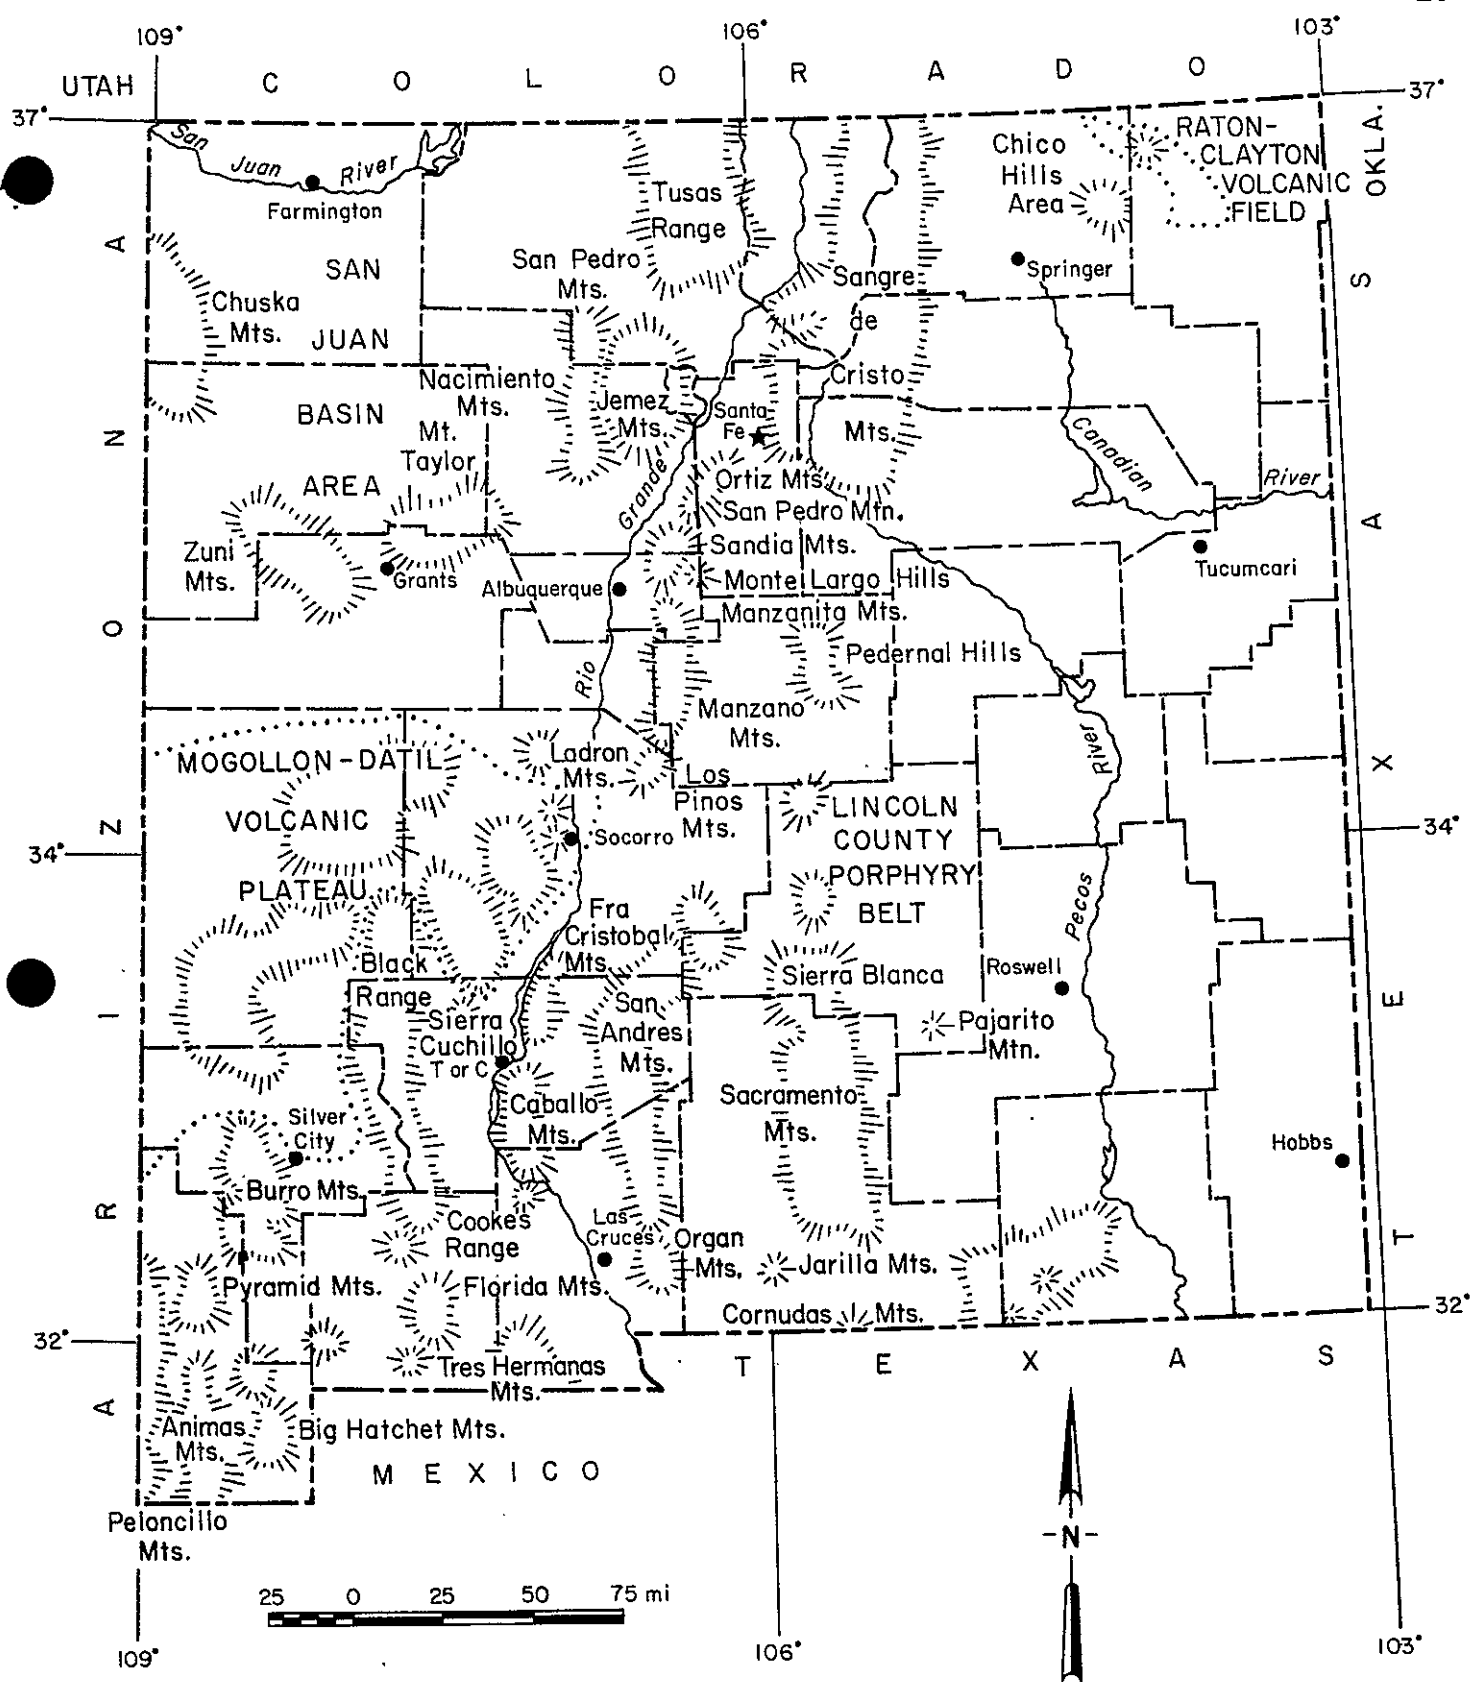 109°
106°
103°
UTAH
C O L O R A D O
37°
37°
OKLA.
San Juan River
Farmington
Tusas
Range
Chico
Hills
Area
RATON-
CLAYTON
VOLCANIC
FIELD
San Pedro
Mts.
Sangre
de
Cristo
Mts.
Springer
Chuska
Mts.
SAN
JUAN
BASIN
AREA
Nacimiento
Mts.
Jemez
Mts.
Santa
Fe
Mt.
Taylor
Canadian
River
Ortiz Mts.
San Pedro Mtn.
Sandia Mts.
Monte Largo Hills
Manzanita Mts.
Rio Grande
Zuni
Mts.
Grants
Albuquerque
Tucumcari
Pedernal Hills
Manzano
Mts.
MOGOLLON-DATIL
VOLCANIC
PLATEAU
Ladron
Mts.
Los
Pinos
Mts.
Pecos River
LINCOLN
COUNTY
PORPHYRY
BELT
34°
34°
Socorro
Fra
Cristobal
Mts.
Black
Range
Sierra Blanca
Roswell
San
Andres
Mts.
Sierra
Cuchillo
T or C
Pajarito
Mtn.
Caballo
Mts.
Sacramento
Mts.
Silver
City
Hobbs
Burro Mts.
Cookes
Range
Las
Cruces
Organ
Mts.
Jarilla Mts.
Pyramid Mts.
Florida Mts.
Cornudas Mts.
32°
32°
Tres Hermanas
Mts.
T E X A S
T E X A S
A R I Z O N A
Animas
Mts.
Big Hatchet Mts.
M E X I C O
Peloncillo
Mts.
-N-
25 0 25 50 75 mi
109°
106°
103°